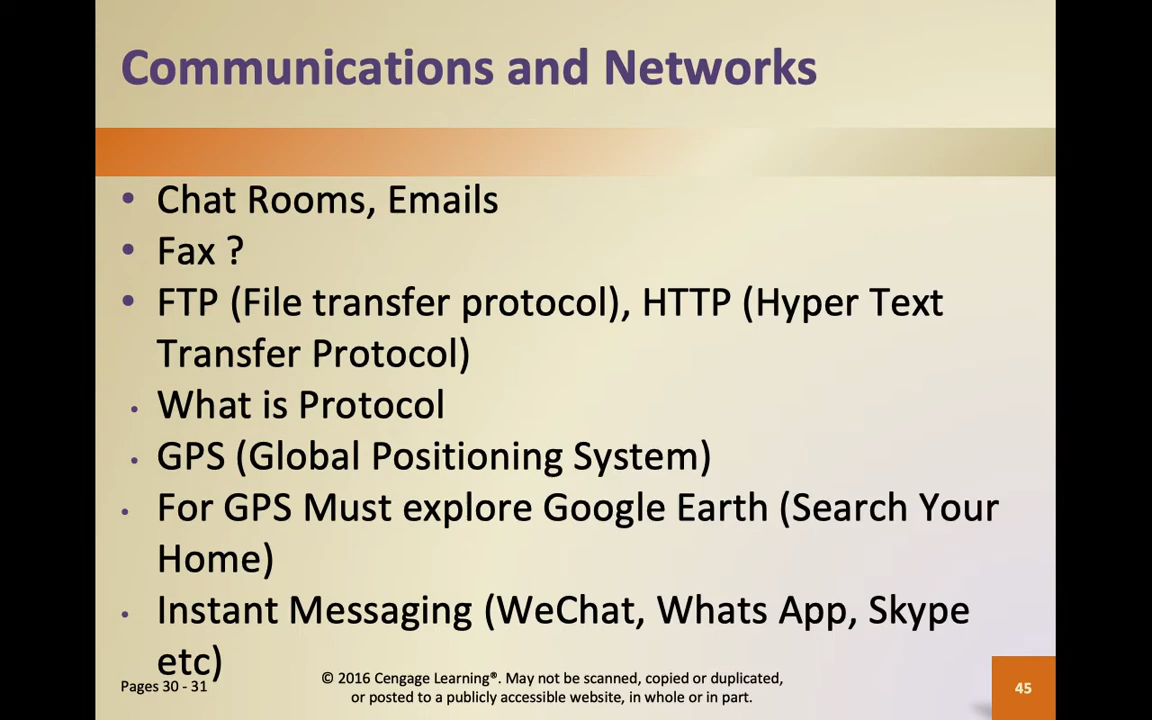 Communications and Networks
• Chat Rooms, Emails
• Fax ?
• FTP (File transfer protocol), HTTP (Hyper Text
Transfer Protocol)
• What is Protocol
• GPS (Global Positioning System)
• For GPS Must explore Google Earth (Search Your
Home)
• Instant Messaging (WeChat, Whats App, Skype
etc)
Pages 30 - 31
© 2016 Cengage Learning®. May not be scanned, copied or duplicated,
or posted to a publicly accessible website, in whole or in part.
45